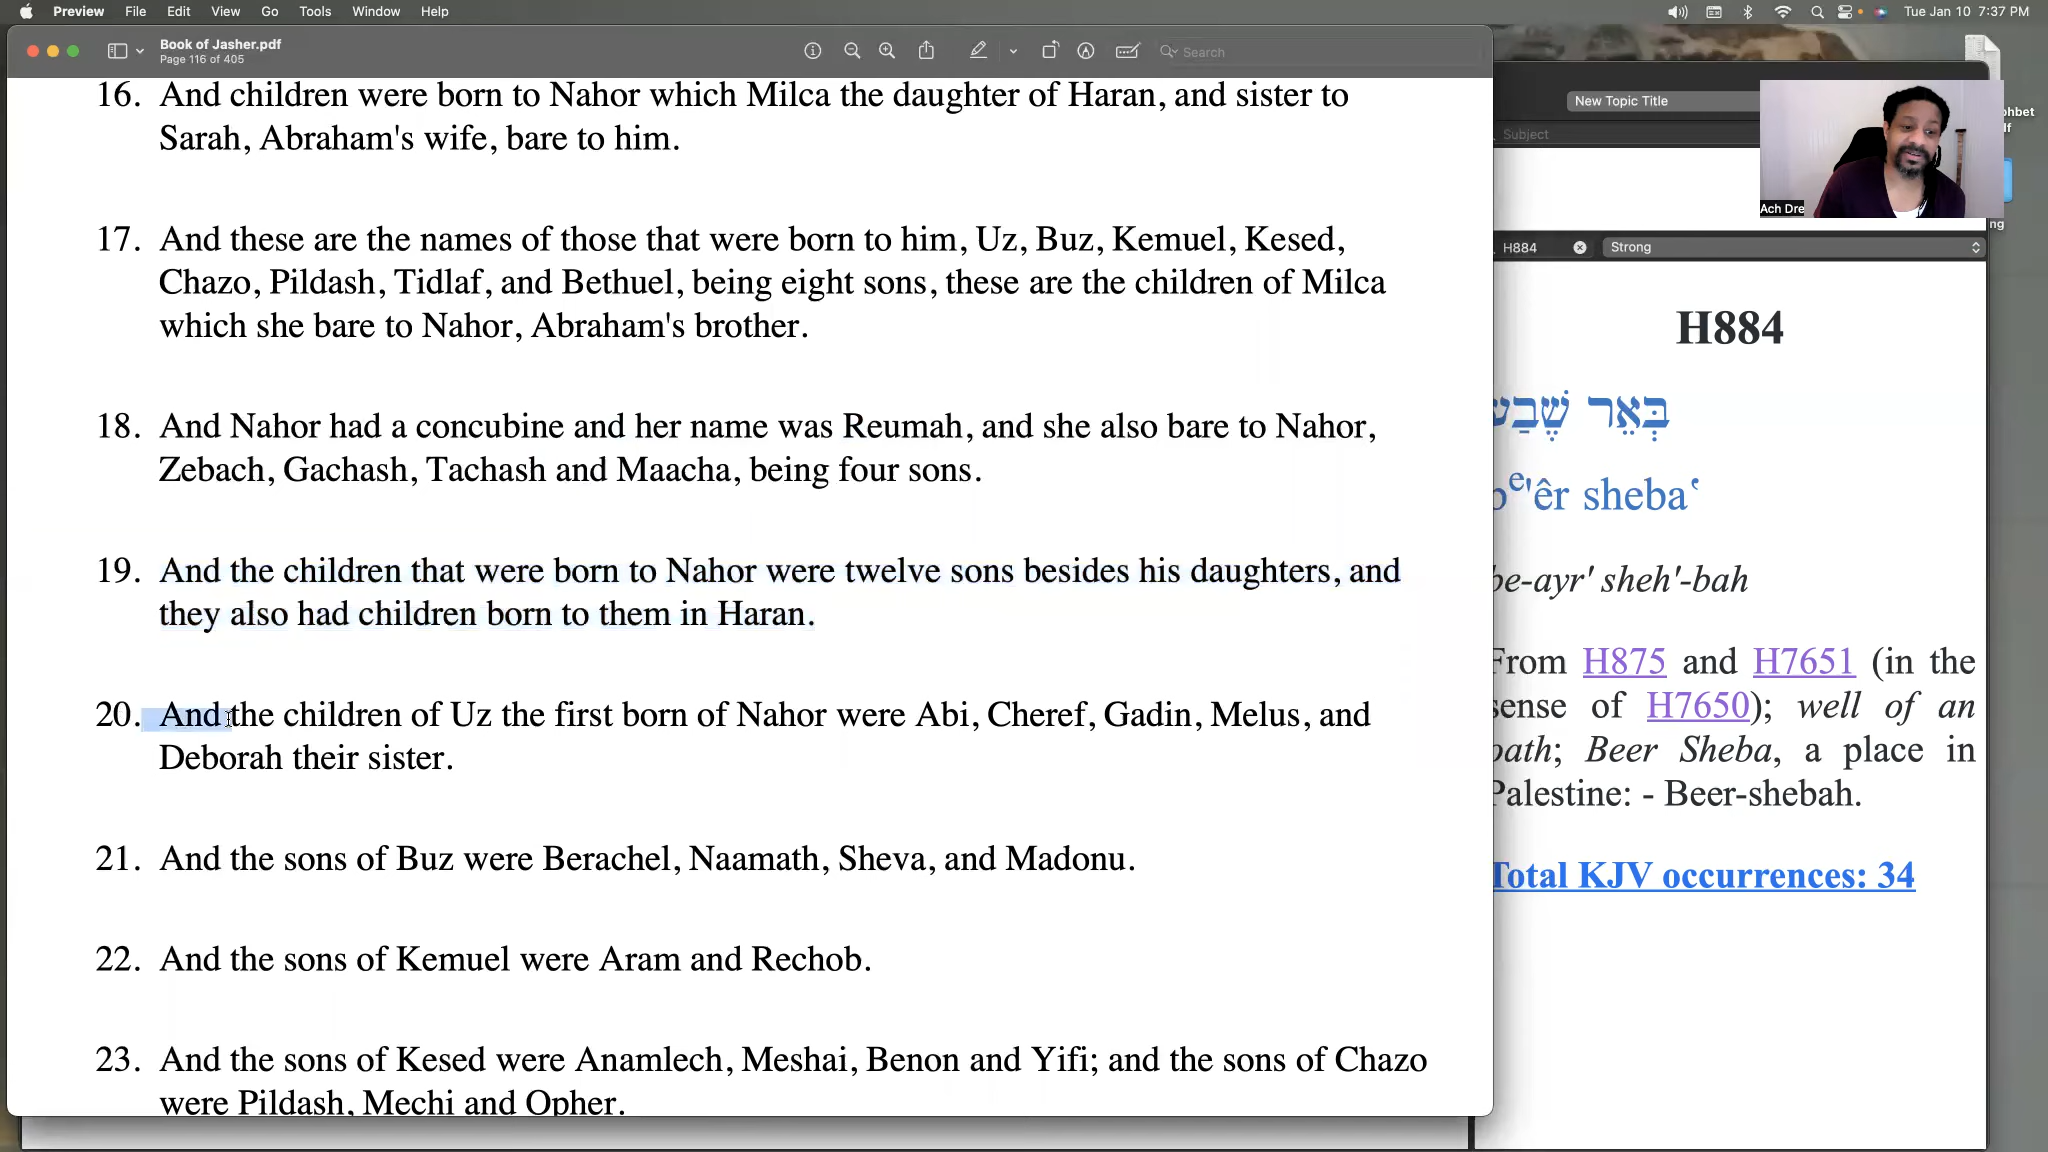 Preview File Edit View Go Tools Window Help
Tue Jan 10 7:37 PM
Book of Jasher.pdf
Page 116 of 405
Search
16. And children were born to Nahor which Milca the daughter of Haran, and sister to
Sarah, Abraham's wife, bare to him.
17. And these are the names of those that were born to him, Uz, Buz, Kemuel, Kesed,
Chazo, Pildash, Tidlaf, and Bethuel, being eight sons, these are the children of Milca
which she bare to Nahor, Abraham's brother.
18. And Nahor had a concubine and her name was Reumah, and she also bare to Nahor,
Zebach, Gachash, Tachash and Maacha, being four sons.
19. And the children that were born to Nahor were twelve sons besides his daughters, and
they also had children born to them in Haran.
20. And the children of Uz the first born of Nahor were Abi, Cheref, Gadin, Melus, and
Deborah their sister.
21. And the sons of Buz were Berachel, Naamath, Sheva, and Madonu.
22. And the sons of Kemuel were Aram and Rechob.
23. And the sons of Kesed were Anamlech, Meshai, Benon and Yifi; and the sons of Chazo
were Pildash, Mechi and Opher.
New Topic Title
Subject
Ach Dre
H884 Strong
H884
בְּאֵר שֶׁבַע
bᵉ'êr sheba‛
be-ayr' sheh'-bah
From H875 and H7651 (in the
sense of H7650); well of an
oath; Beer Sheba, a place in
Palestine: - Beer-shebah.
Total KJV occurrences: 34